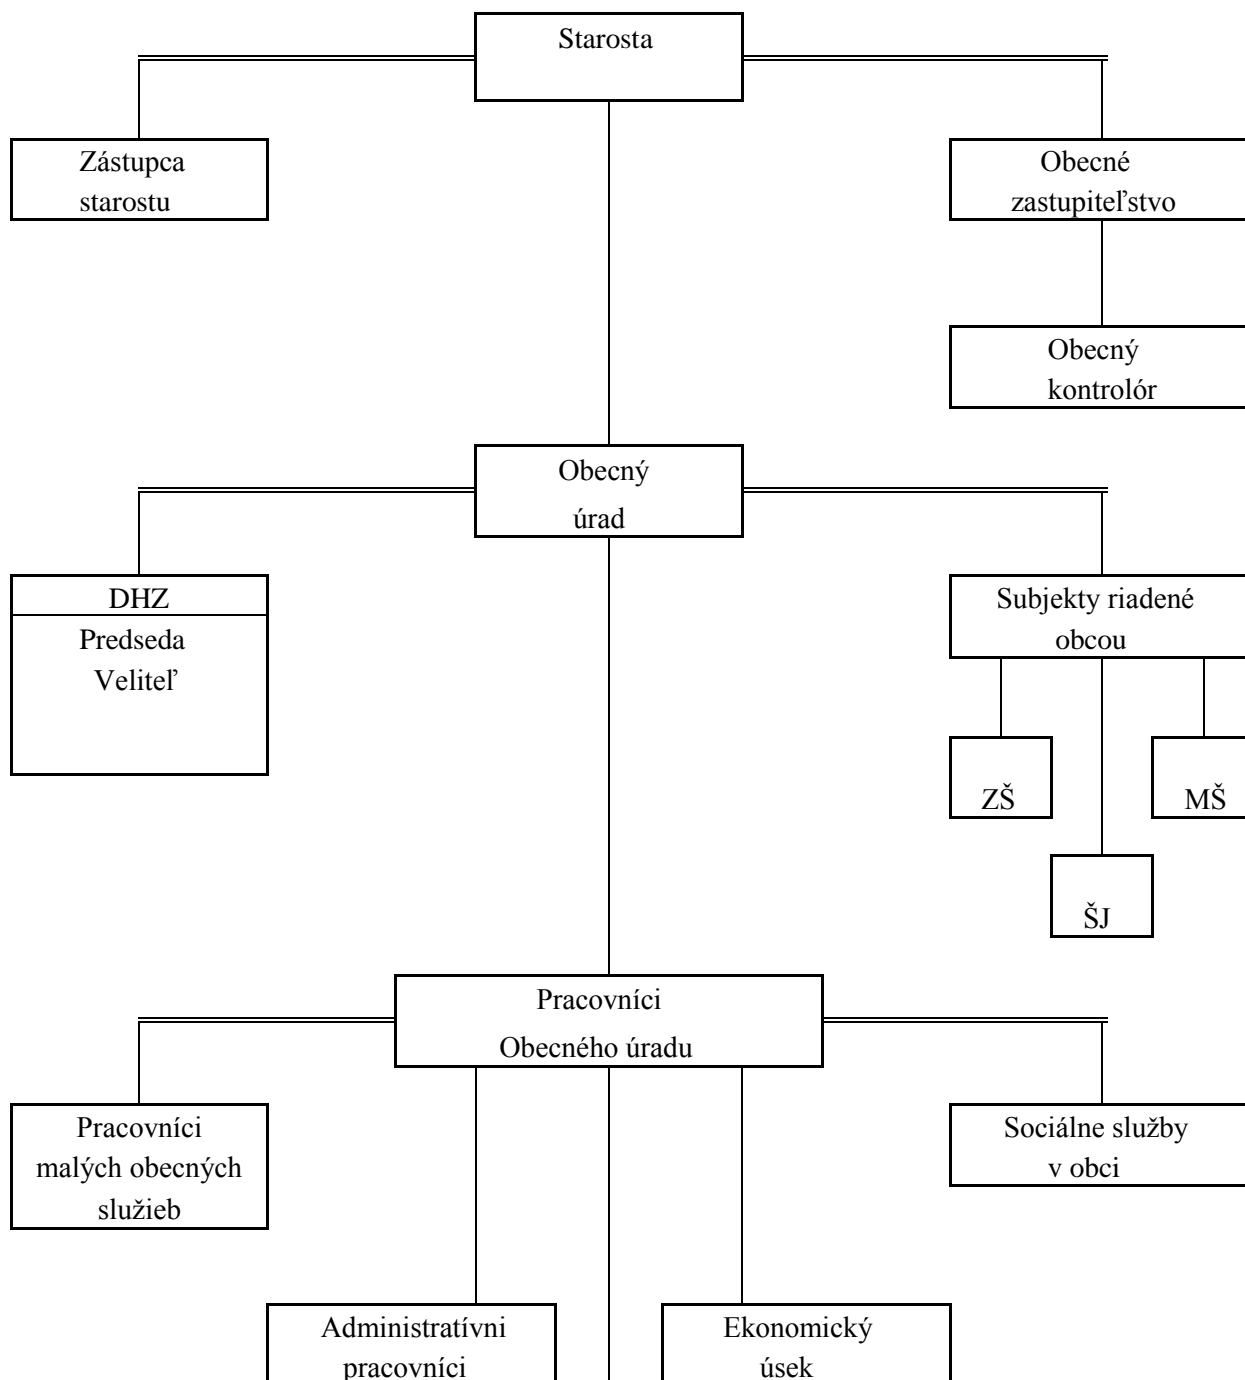 Starosta
Zástupca
starostu
Obecné
zastupiteľstvo
Obecný
kontrolór
Obecný
úrad
DHZ
Predseda
Veliteľ
Subjekty riadené
obcou
ZŠ
MŠ
ŠJ
Pracovníci
Obecného úradu
Pracovníci
malých obecných
služieb
Sociálne služby
v obci
Administratívni
pracovníci
Ekonomický
úsek